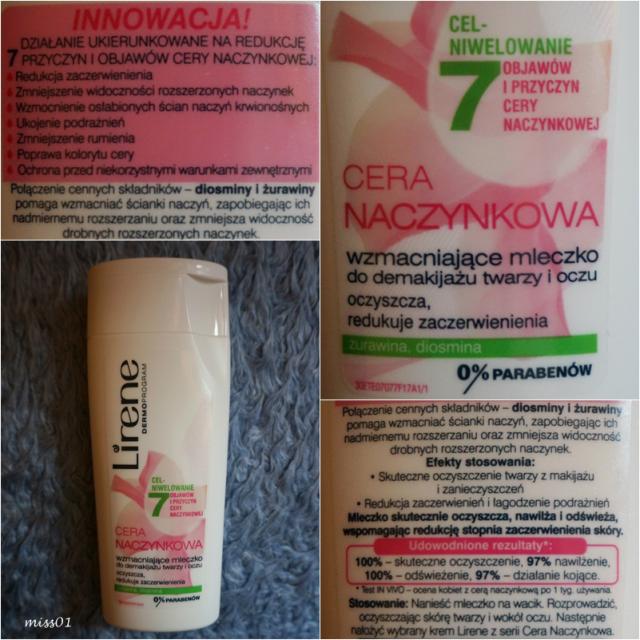 INNOWACJA!
DZIAŁANIE UKIERUNKOWANE NA REDUKCJĘ
7 PRZYCZYN I OBJAWÓW CERY NACZYNKOWEJ:
Redukcja zaczerwienienia
Zmniejszenie widoczności rozszerzonych naczynek
Wzmocnienie osłabionych ścian naczyń krwionośnych
Ukojenie podrażnień
Zmniejszenie rumienia
Poprawa kolorytu cery
Ochrona przed niekorzystnymi warunkami zewnętrznymi
Połączenie cennych składników – diosminy i żurawiny
pomaga wzmacniać ścianki naczyń, zapobiegając ich
nadmiernemu rozszerzaniu oraz zmniejsza widoczność
drobnych rozszerzonych naczynek.
CEL-
NIWELOWANIE
7 OBJAWÓW
I PRZYCZYN
CERY
NACZYNKOWEJ
CERA
NACZYNKOWA
wzmacniające mleczko
do demakijażu twarzy i oczu
oczyszcza,
redukuje zaczerwienienia
żurawina, diosmina
30ETE07077F17A1/1
0% PARABENÓW
Lirene
DERMOPROGRAM
CEL-
NIWELOWANIE
7 OBJAWÓW
I PRZYCZYN
CERY
NACZYNKOWEJ
CERA
NACZYNKOWA
wzmacniające mleczko
do demakijażu twarzy i oczu
oczyszcza,
redukuje zaczerwienienia
0% PARABENÓW
miss01
Połączenie cennych składników – diosminy i żurawiny
pomaga wzmacniać ścianki naczyń, zapobiegając ich
nadmiernemu rozszerzaniu oraz zmniejsza widoczność
drobnych rozszerzonych naczynek.
Efekty stosowania:
• Skuteczne oczyszczenie twarzy z makijażu
i zanieczyszczeń
• Redukcja zaczerwienień i łagodzenie podrażnień
Mleczko skutecznie oczyszcza, nawilża i odświeża,
wspomagając redukcję stopnia zaczerwienienia skóry.
Udowodnione rezultaty*:
100% – skuteczne oczyszczenie, 97% nawilżenie,
100% – odświeżenie, 97% – działanie kojące.
* Test IN VIVO – ocena kobiet z cerą naczynkową po 1 tyg. używania.
Stosowanie: Nanieść mleczko na wacik. Rozprowadzić,
oczyszczając skórę twarzy i wokół oczu. Następnie
nałożyć wybrany krem Lirene z serii Cera Naczynkowa.